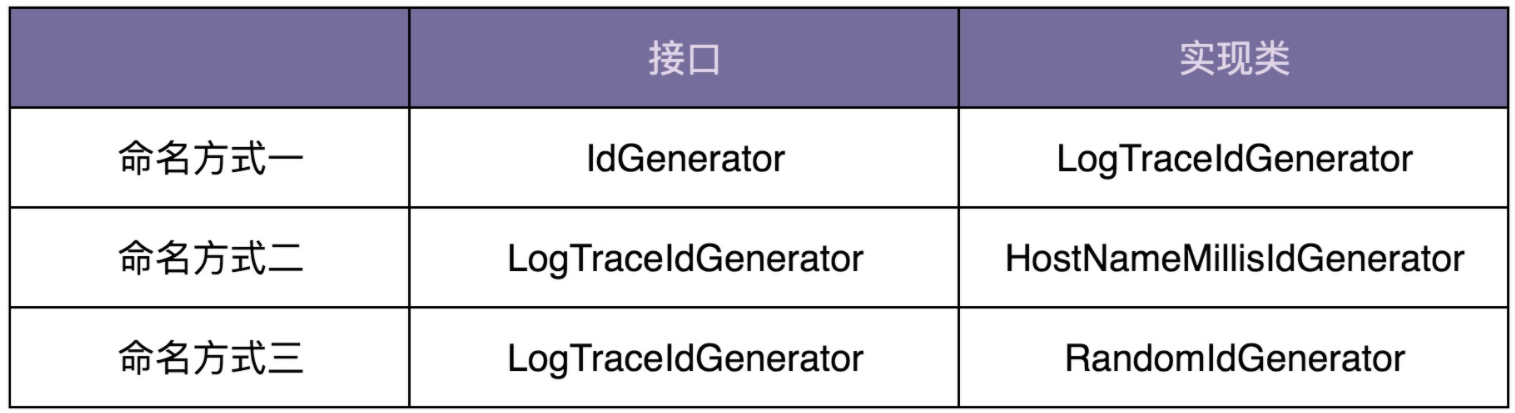 接口 实现类
命名方式一 IdGenerator LogTraceIdGenerator
命名方式二 LogTraceIdGenerator HostNameMillisIdGenerator
命名方式三 LogTraceIdGenerator RandomIdGenerator